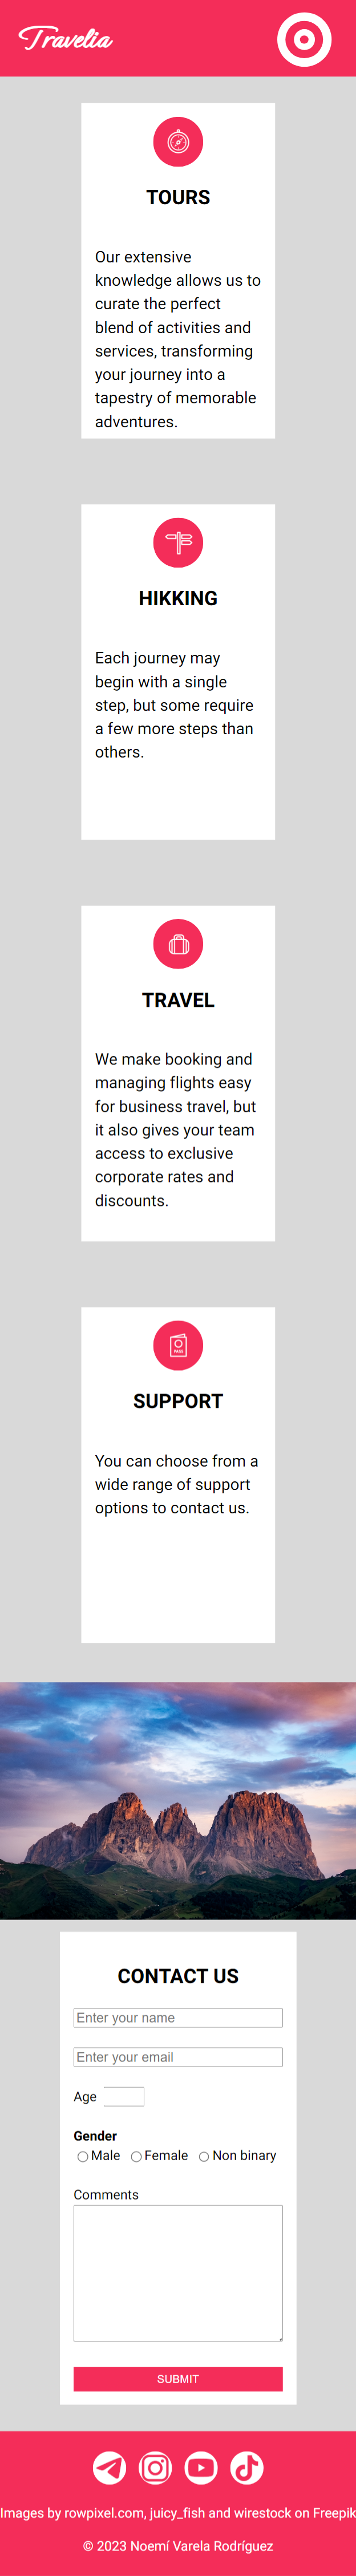 Travelia
TOURS
Our extensive
knowledge allows us to
curate the perfect
blend of activities and
services, transforming
your journey into a
tapestry of memorable
adventures.
HIKKING
Each journey may
begin with a single
step, but some require
a few more steps than
others.
TRAVEL
We make booking and
managing flights easy
for business travel, but
it also gives your team
access to exclusive
corporate rates and
discounts.
PASS
SUPPORT
You can choose from a
wide range of support
options to contact us.
CONTACT US
Enter your name
Enter your email
Age
Gender
Male Female Non binary
Comments
SUBMIT
Images by rowpixel.com, juicy_fish and wirestock on Freepik
© 2023 Noemí Varela Rodríguez